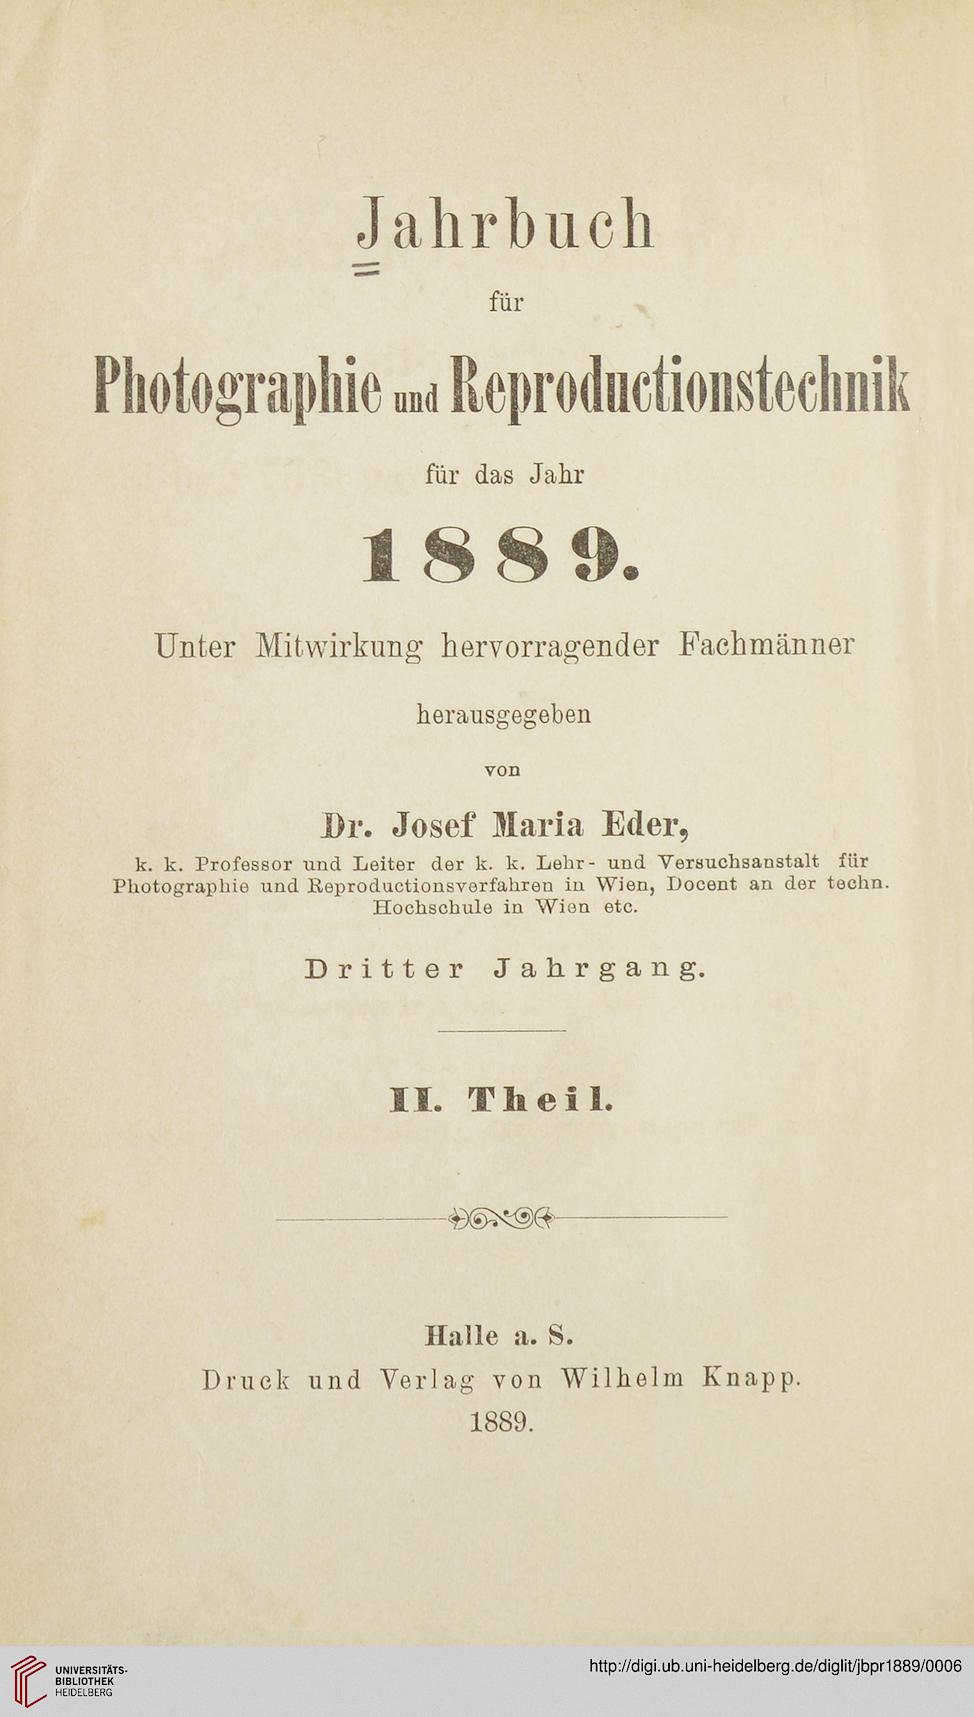 Jahrbuch
für
Photographie und Reproductionstechnik
für das Jahr
1889.
Unter Mitwirkung hervorragender Fachmänner
herausgegeben
von
Dr. Josef Maria Eder,
k. k. Professor und Leiter der k. k. Lehr- und Versuchsanstalt für
Photographie und Reproductionsverfahren in Wien, Docent an der techn.
Hochschule in Wien etc.
Dritter Jahrgang.
II. Theil.
Halle a. S.
Druck und Verlag von Wilhelm Knapp.
1889.
UNIVERSITÄTS-
BIBLIOTHEK
HEIDELBERG
http://digi.ub.uni-heidelberg.de/diglit/jbpr1889/0006